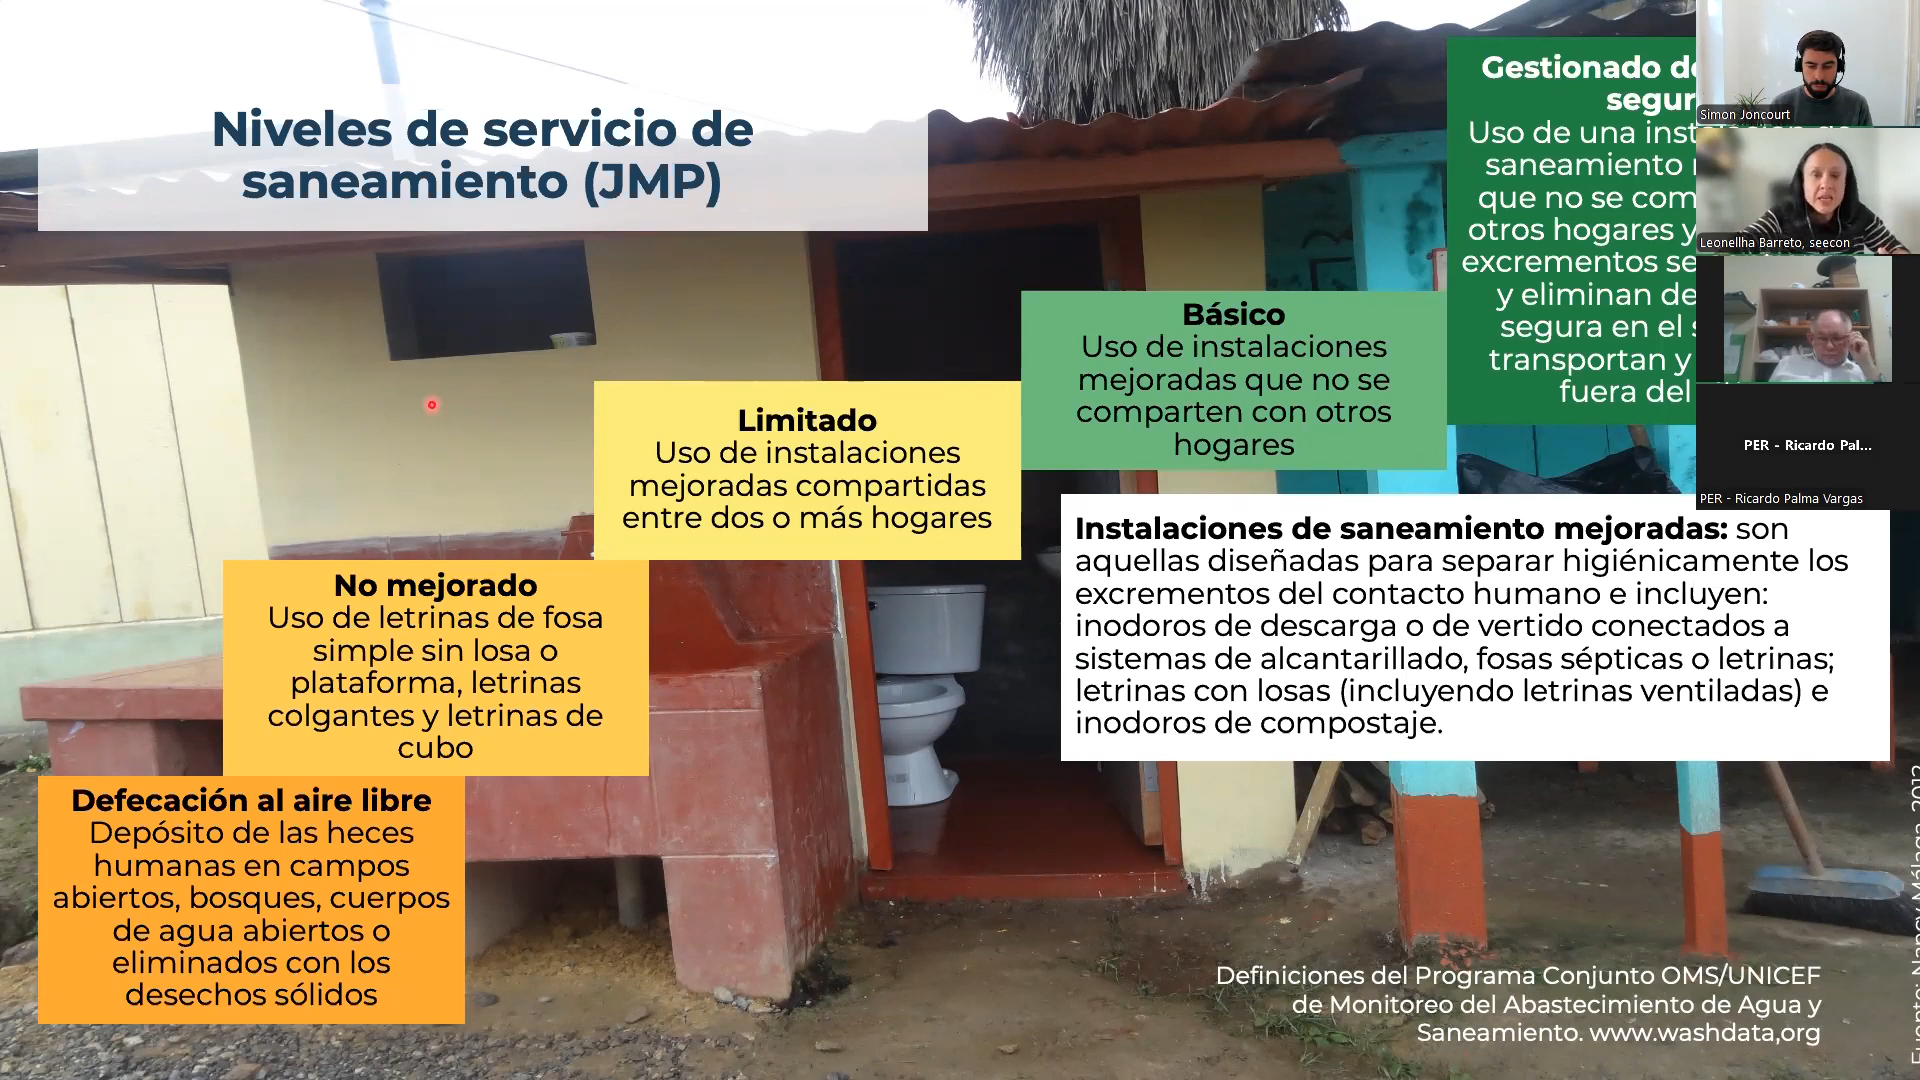 Niveles de servicio de
saneamiento (JMP)
Gestionado
Uso de una
saneamiento
que no se
otros hogares y
excrementos se
y eliminan
segura en el
transportan y
fuera del
Básico
Uso de instalaciones
mejoradas que no se
comparten con otros
hogares
Limitado
Uso de instalaciones
mejoradas compartidas
entre dos o más hogares
No mejorado
Uso de letrinas de fosa
simple sin losa o
plataforma, letrinas
colgantes y letrinas de
cubo
Defecación al aire libre
Depósito de las heces
humanas en campos
abiertos, bosques, cuerpos
de agua abiertos o
eliminados con los
desechos sólidos
Instalaciones de saneamiento mejoradas: son
aquellas diseñadas para separar higiénicamente los
excrementos del contacto humano e incluyen:
inodoros de descarga o de vertido conectados a
sistemas de alcantarillado, fosas sépticas o letrinas;
letrinas con losas (incluyendo letrinas ventiladas) e
inodoros de compostaje.
Definiciones del Programa Conjunto OMS/UNICEF
de Monitoreo del Abastecimiento de Agua y
Saneamiento. www.washdata,org
Fuente: Nancy Málaga, 2012
Simon Joncourt
Leonellha Barreto, seecon
PER - Ricardo Pal...
PER - Ricardo Palma Vargas